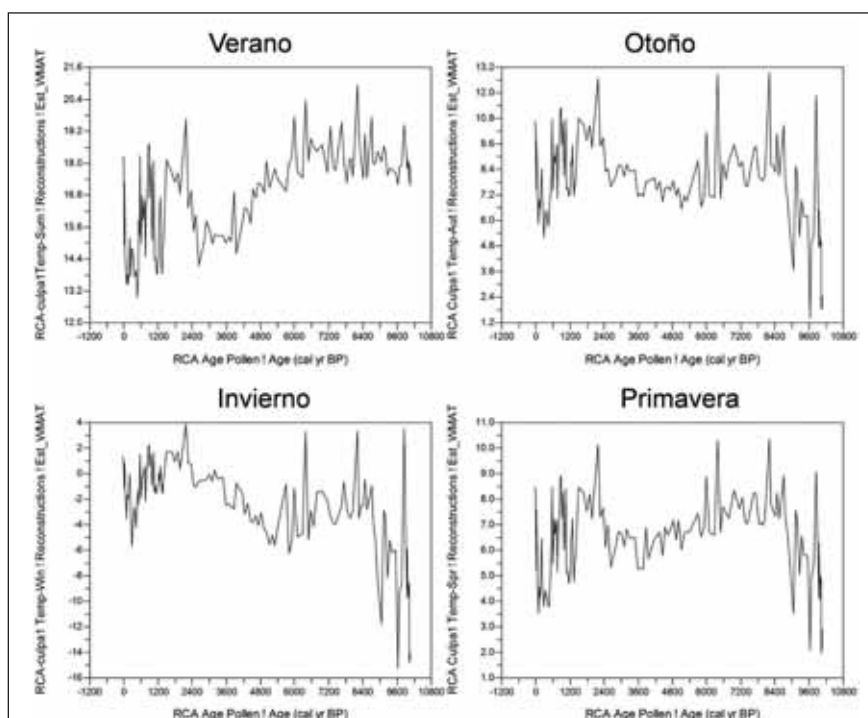 Verano
RCA-culpa1Temp-Sum ! Reconstructions ! Est_WMAT
21.6
20.4
19.2
18.0
16.8
15.6
14.4
13.2
12.0
-1200 0 1200 2400 3600 4800 6000 7200 8400 9600 10800
RCA Age Pollen ! Age (cal yr BP)
Otoño
RCA Culpa1 Temp-Aut ! Reconstructions ! Est_WMAT
13.2
12.0
10.8
9.6
8.4
7.2
6.0
4.8
3.6
2.4
1.2
-1200 0 1200 2400 3600 4800 6000 7200 8400 9600 10800
RCA Age Pollen ! Age (cal yr BP)
Invierno
RCA-culpa1 Temp-Win ! Reconstructions ! Est_WMAT
4
2
0
-2
-4
-6
-8
-10
-12
-14
-16
-1200 0 1200 2400 3600 4800 6000 7200 8400 9600 10800
RCA Age Pollen ! Age (cal yr BP)
Primavera
RCA Culpa1 Temp-Spr ! Reconstructions ! Est_WMAT
11.0
10.0
9.0
8.0
7.0
6.0
5.0
4.0
3.0
2.0
1.0
-1200 0 1200 2400 3600 4800 6000 7200 8400 9600 10800
RCA Age Pollen ! Age (cal yr BP)